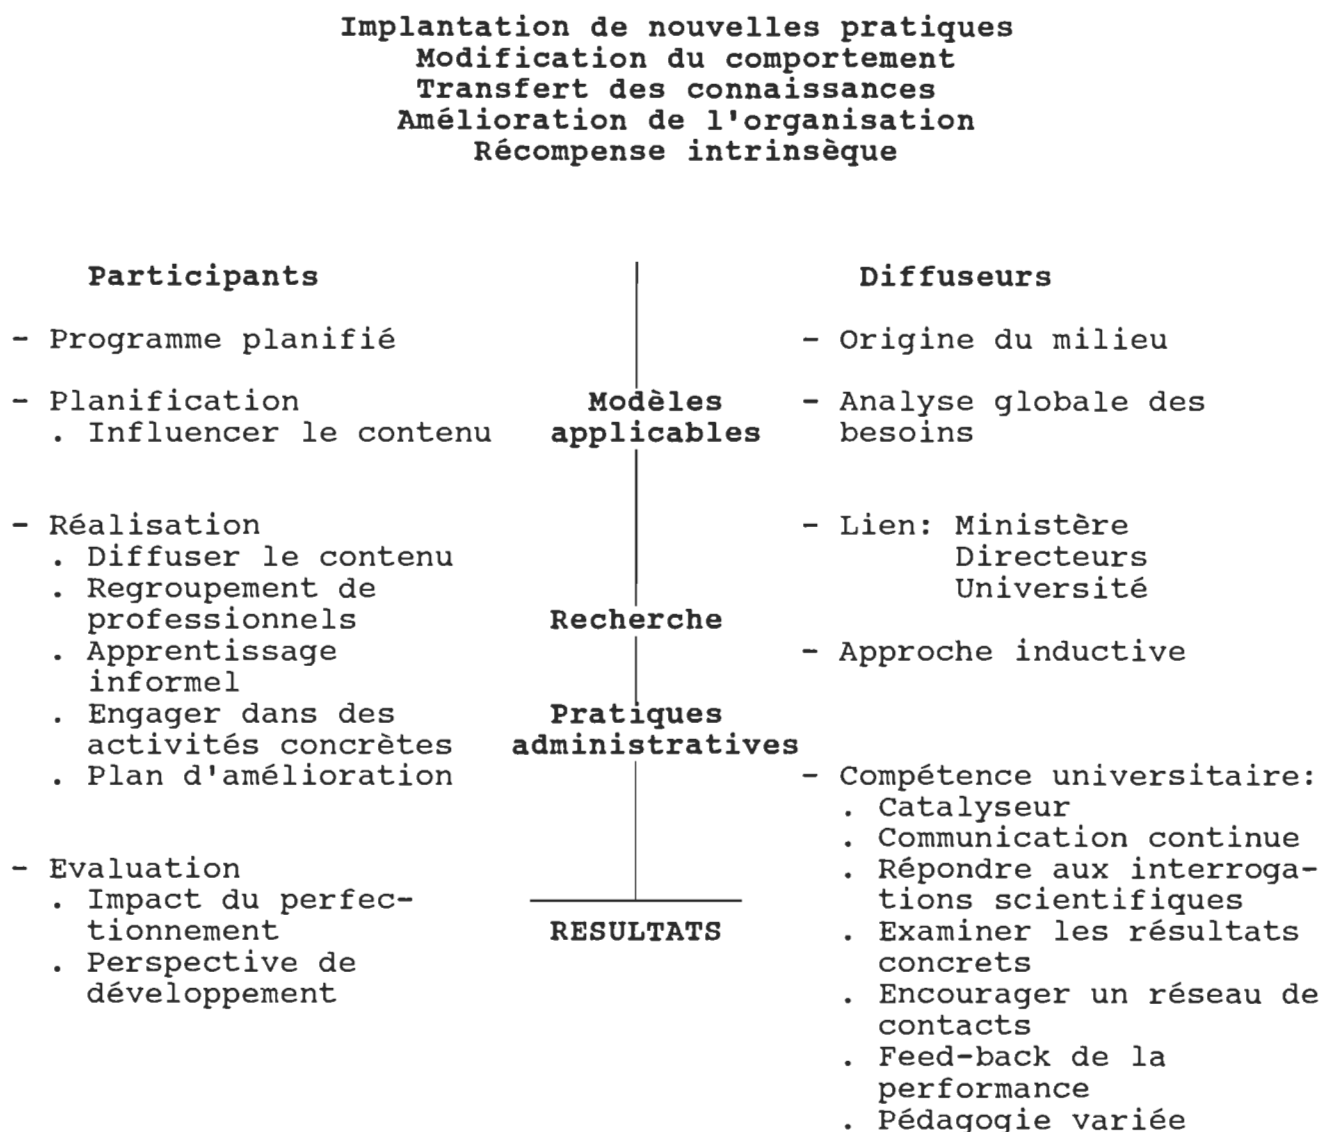 Implantation de nouvelles pratiques
Modification du comportement
Transfert des connaissances
Amélioration de l'organisation
Récompense intrinsèque
Participants
- Programme planifié
- Planification
. Influencer le contenu
- Réalisation
. Diffuser le contenu
. Regroupement de
professionnels
. Apprentissage
informel
. Engager dans des
activités concrètes
. Plan d'amélioration
- Evaluation
. Impact du perfec-
tionnement
. Perspective de
développement
Modèles
applicables
Recherche
Pratiques
administratives
RESULTATS
Diffuseurs
- Origine du milieu
- Analyse globale des
besoins
- Lien: Ministère
Directeurs
Université
- Approche inductive
- Compétence universitaire:
. Catalyseur
. Communication continue
. Répondre aux interroga-
tions scientifiques
. Examiner les résultats
concrets
. Encourager un réseau de
contacts
. Feed-back de la
performance
. Pédagogie variée